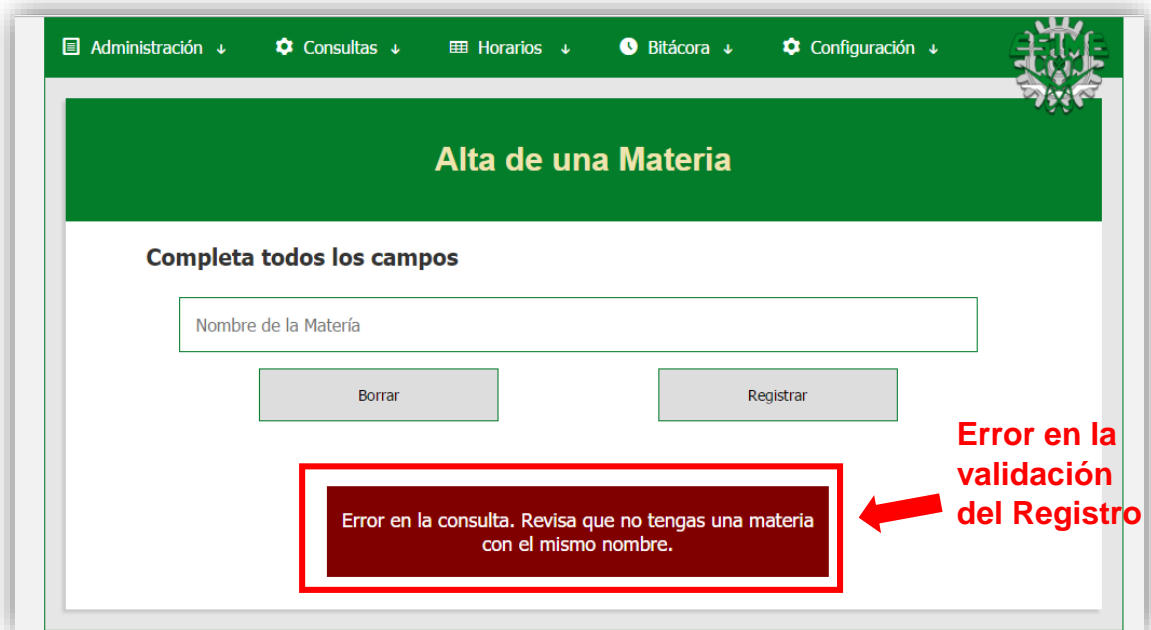 Administración ↓ Consultas ↓ Horarios ↓ Bitácora ↓ Configuración ↓
Alta de una Materia
Completa todos los campos
Nombre de la Matería
Borrar Registrar
Error en la
validación
del Registro
Error en la consulta. Revisa que no tengas una materia
con el mismo nombre.